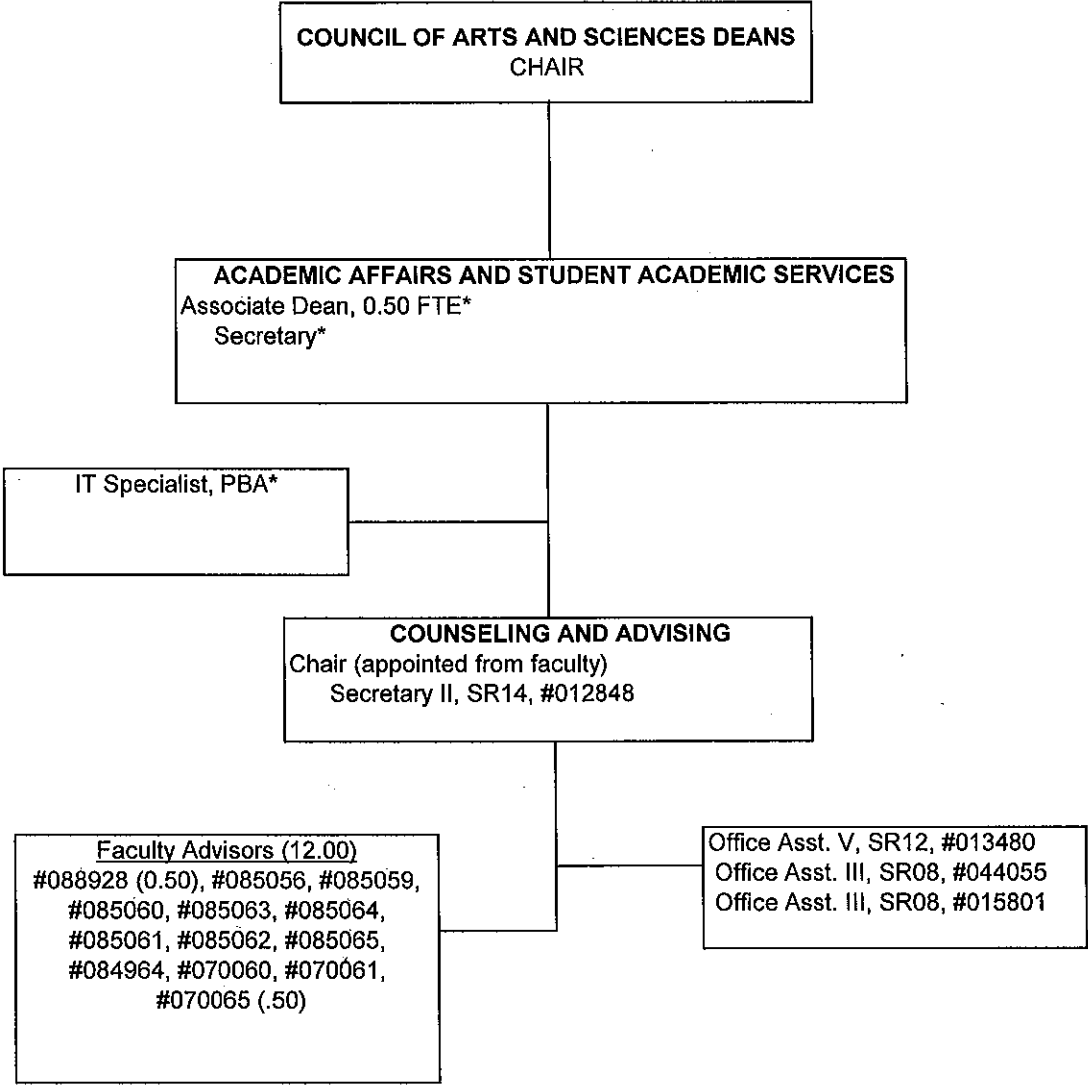 COUNCIL OF ARTS AND SCIENCES DEANS
CHAIR
ACADEMIC AFFAIRS AND STUDENT ACADEMIC SERVICES
Associate Dean, 0.50 FTE*
Secretary*
IT Specialist, PBA*
COUNSELING AND ADVISING
Chair (appointed from faculty)
Secretary II, SR14, #012848
Faculty Advisors (12.00)
#088928 (0.50), #085056, #085059,
#085060, #085063, #085064,
#085061, #085062, #085065,
#084964, #070060, #070061,
#070065 (.50)
Office Asst. V, SR12, #013480
Office Asst. III, SR08, #044055
Office Asst. III, SR08, #015801